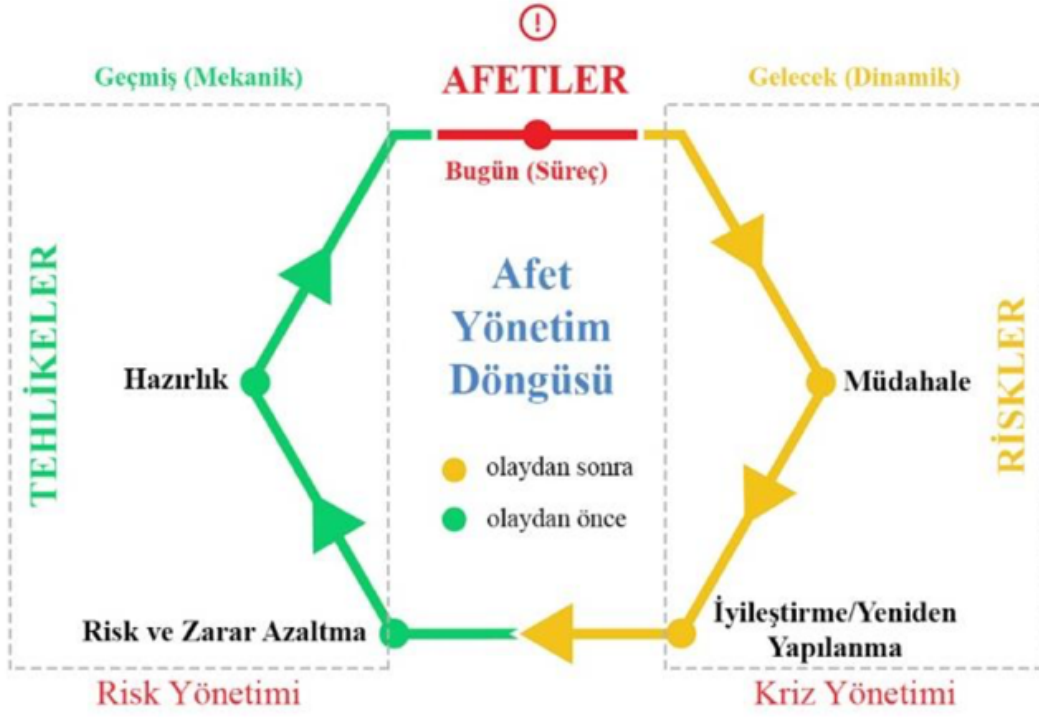 !
Geçmiş (Mekanik)
AFETLER
Gelecek (Dinamik)
Bugün (Süreç)
TEHLİKELER
Afet
Yönetim
Döngüsü
RİSKLER
Hazırlık
Müdahale
olaydan sonra
olaydan önce
Risk ve Zarar Azaltma
İyileştirme/Yeniden
Yapılanma
Risk Yönetimi
Kriz Yönetimi